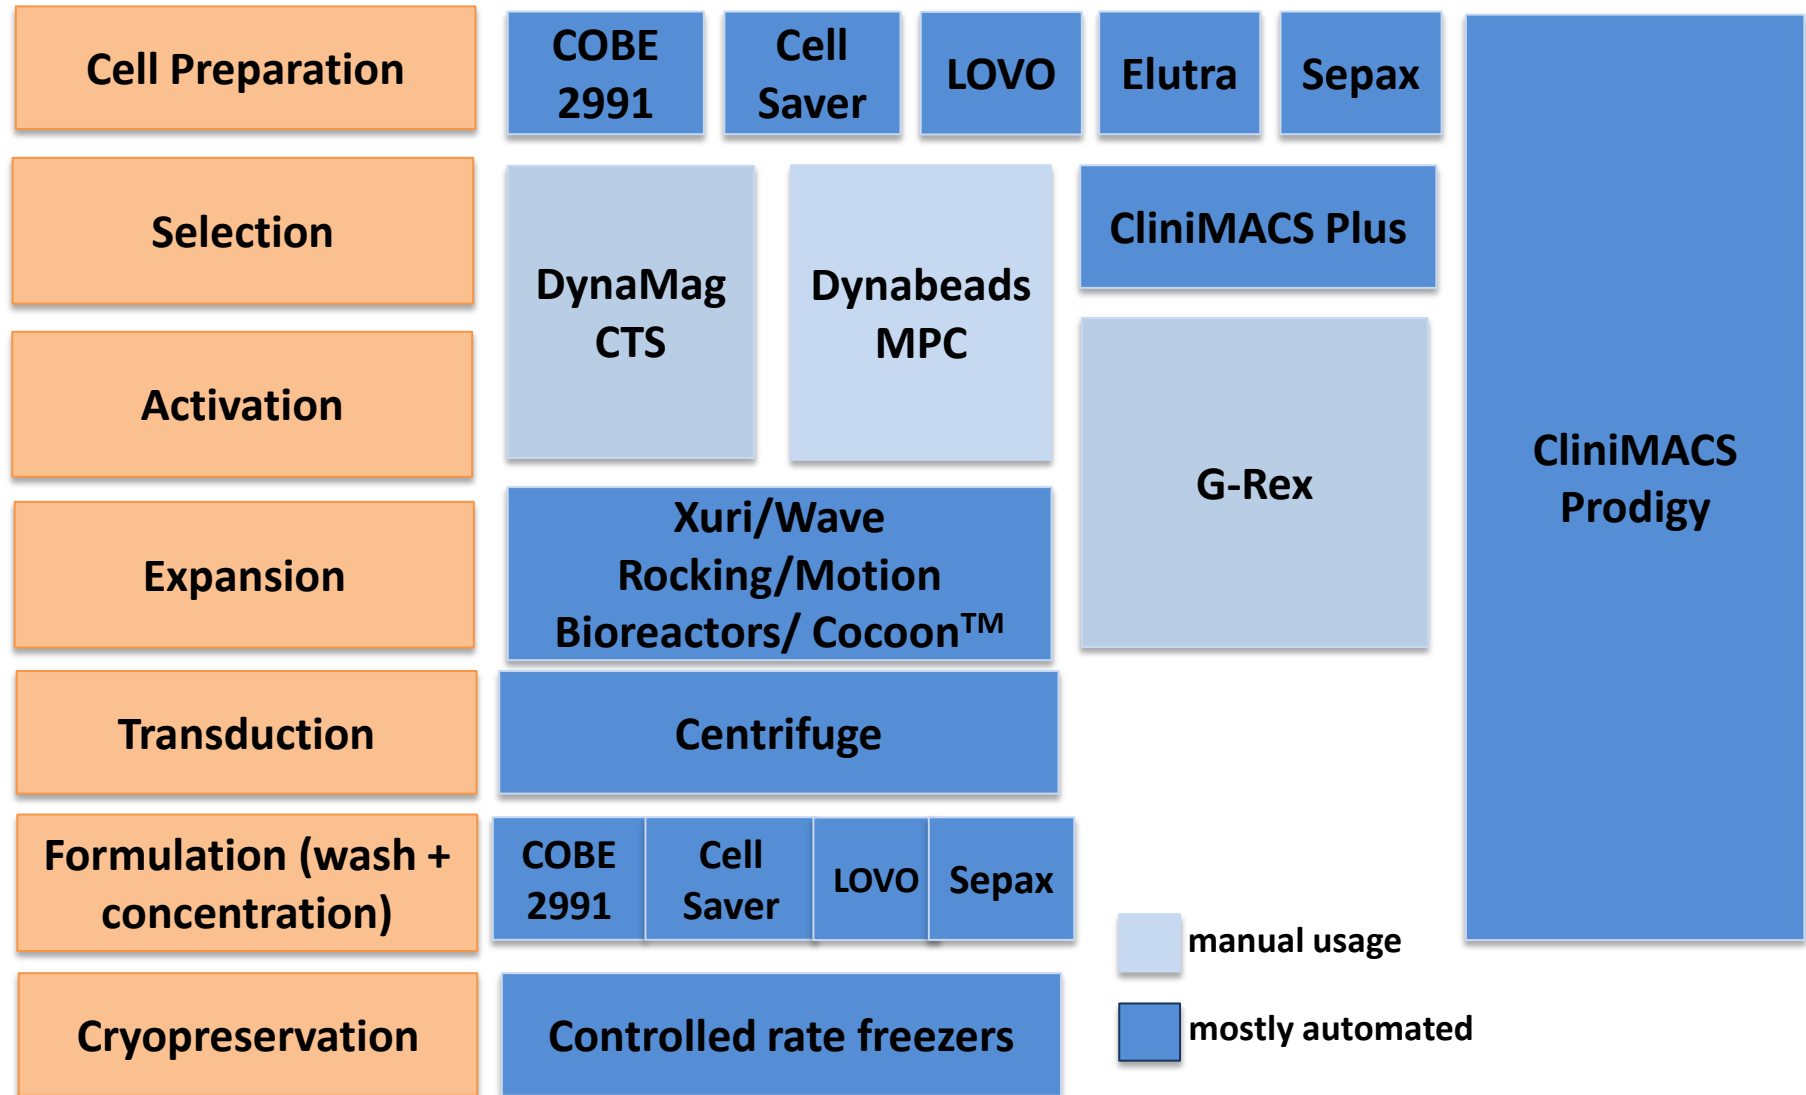 Cell Preparation
COBE
2991
Cell
Saver
LOVO
Elutra
Sepax
Selection
DynaMag
CTS
Dynabeads
MPC
CliniMACS Plus
Activation
G-Rex
CliniMACS
Prodigy
Expansion
Xuri/Wave
Rocking/Motion
Bioreactors/ Cocoon™
Transduction
Centrifuge
Formulation (wash +
concentration)
COBE
2991
Cell
Saver
LOVO
Sepax
manual usage
Cryopreservation
Controlled rate freezers
mostly automated